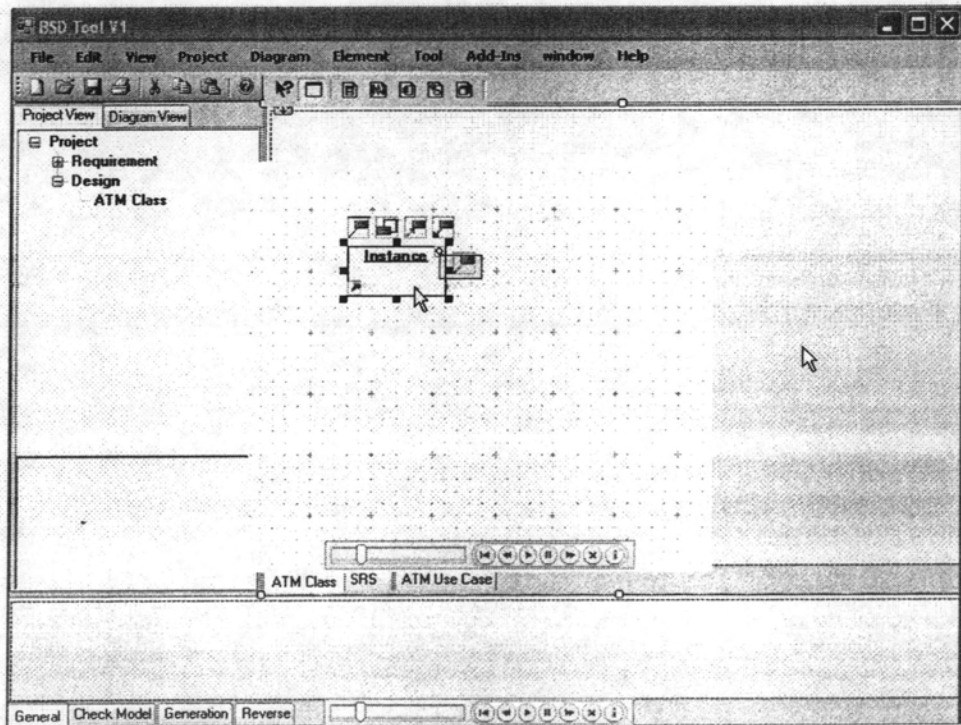 BSD Tool V1
File Edit View Project Diagram Element Tool Add-Ins window Help
Project View Diagram View
Project
Requirement
Design
ATM Class
Instance
ATM Class SRS ATM Use Case
General Check Model Generation Reverse